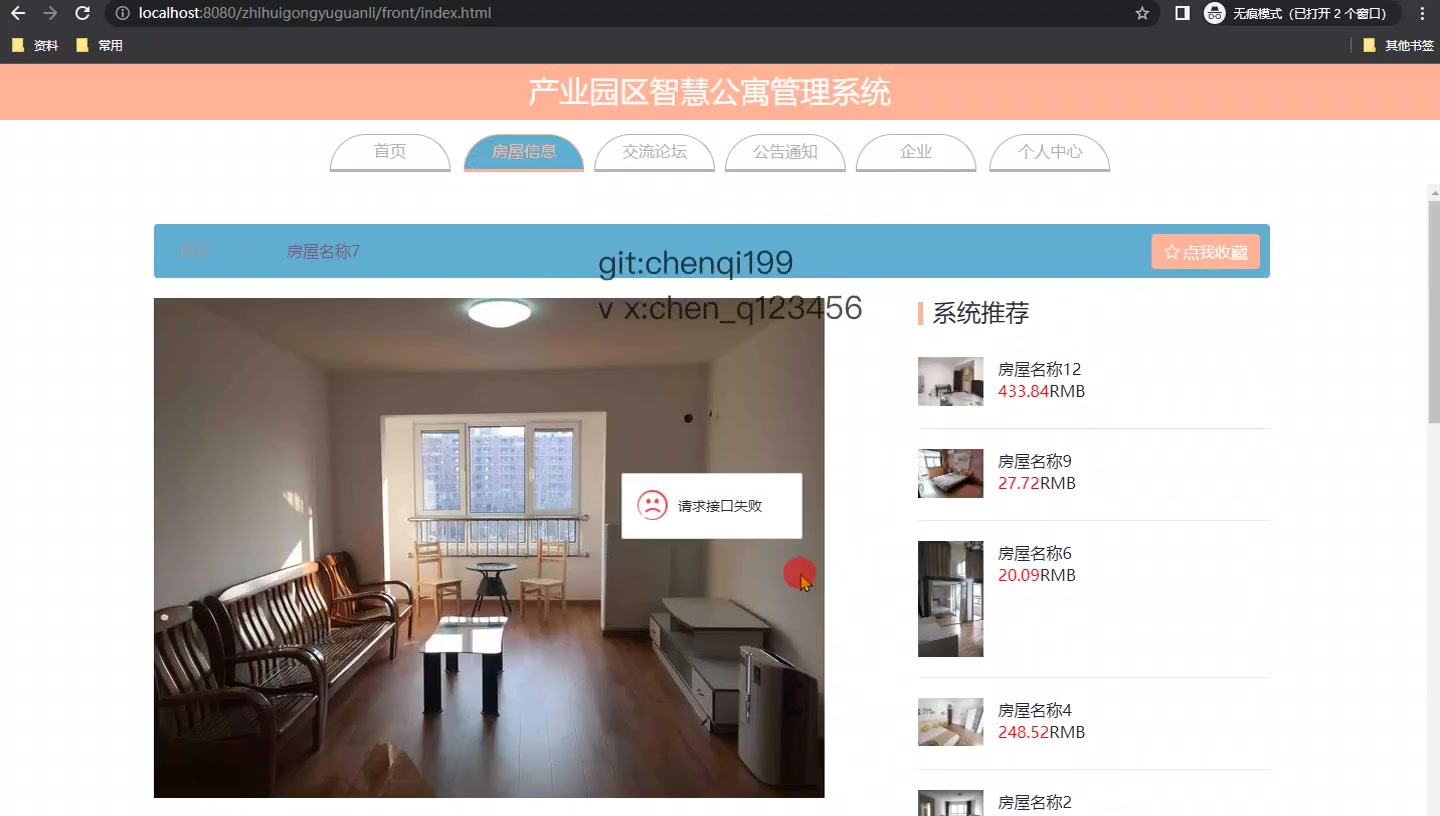 localhost:8080/zhihuigongyuguanli/front/index.html
无痕模式（已打开 2 个窗口）
资料
常用
其他书签
产业园区智慧公寓管理系统
首页
房屋信息
交流论坛
公告通知
企业
个人中心
首页 / 房屋名称7
点我收藏
git:chenqi199
v x:chen_q123456
系统推荐
房屋名称12
433.84RMB
房屋名称9
27.72RMB
请求接口失败
房屋名称6
20.09RMB
房屋名称4
248.52RMB
房屋名称2